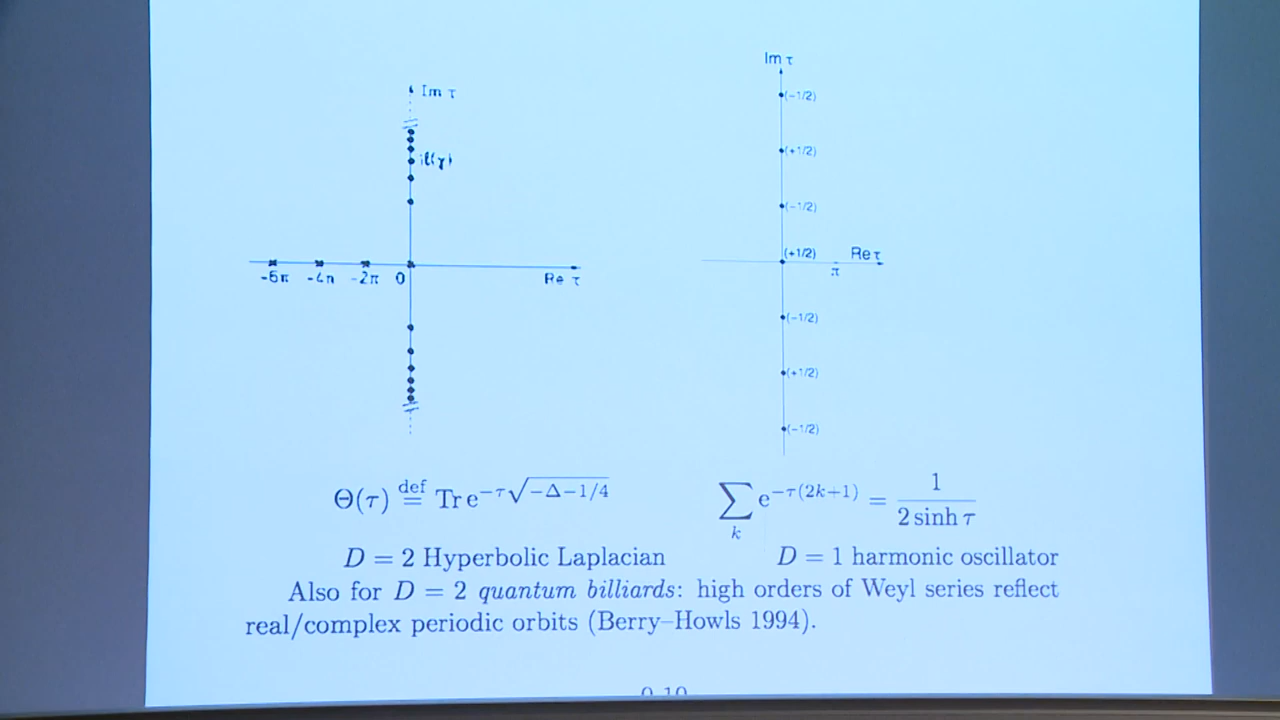 Im τ
Im τ
(−1/2)
(+1/2)
il(γ)
(−1/2)
(+1/2)
Re τ
-6π -4π -2π 0
Re τ
π
(−1/2)
(+1/2)
(−1/2)
Θ(τ) def= Tr e^{−τ√(−Δ−1/4)}
∑_k e^{−τ(2k+1)} = 1/(2 sinh τ)
D = 2 Hyperbolic Laplacian
D = 1 harmonic oscillator
Also for D = 2 quantum billiards: high orders of Weyl series reflect
real/complex periodic orbits (Berry–Howls 1994).